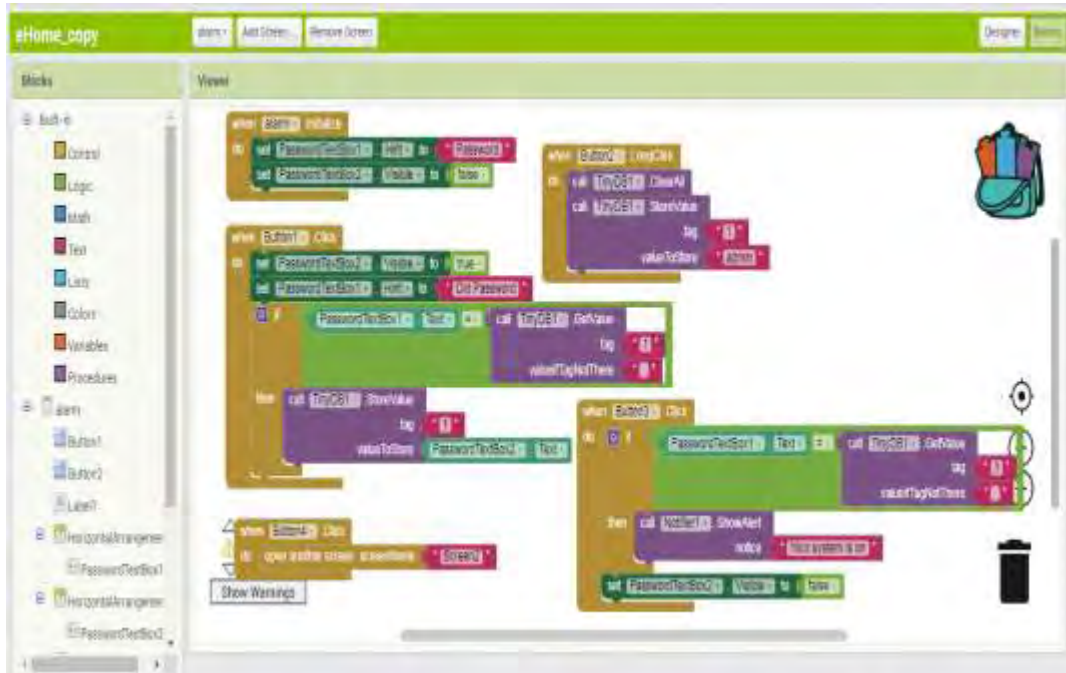 eHome_copy
alarm Add Screen... Remove Screen Designer
Blocks
Viewer
Built-in
Control
Logic
Math
Text
Lists
Colors
Variables
Procedures
alarm
Button1
Button2
Label1
HorizontalArrangemen
PasswordTextBox1
HorizontalArrangemen
PasswordTextBox2
when alarm Initialize
do set PasswordTextBox1 . Hint to " Password "
set PasswordTextBox2 . Visible to false
when Button1 . Click
do set PasswordTextBox2 . Visible to true
set PasswordTextBox1 . Hint to " Old Password "
if PasswordTextBox1 . Text = call TinyDB1 . GetValue
tag " 1 "
valueIfTagNotThere " "
then call TinyDB1 . StoreValue
tag " 1 "
valueToStore PasswordTextBox2 . Text
when Button4 . Click
do open another screen screenName " Screen2 "
Show Warnings
when Button2 . LongClick
do call TinyDB1 . ClearAll
call TinyDB1 . StoreValue
tag " 1 "
valueToStore " admin "
when Button3 . Click
do if PasswordTextBox1 . Text = call TinyDB1 . GetValue
tag " 1 "
valueIfTagNotThere " "
then call Notifier1 . ShowAlert
notice " Your system is on "
set PasswordTextBox2 . Visible to false